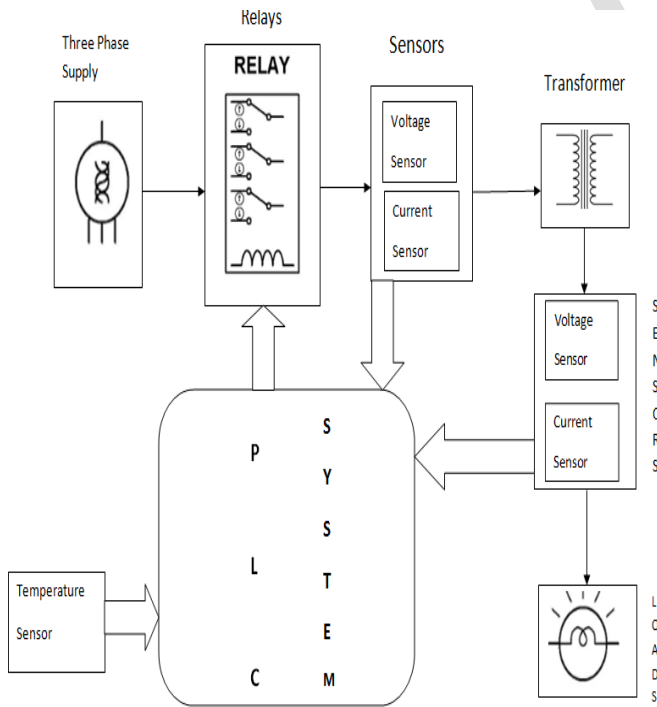 Relays
Three Phase
Supply
RELAY
Sensors
Voltage
Sensor
Current
Sensor
Transformer
Voltage
Sensor
Current
Sensor
S
E
N
S
O
R
S
P
L
C
S
Y
S
T
E
M
Temperature
Sensor
L
O
A
D
S